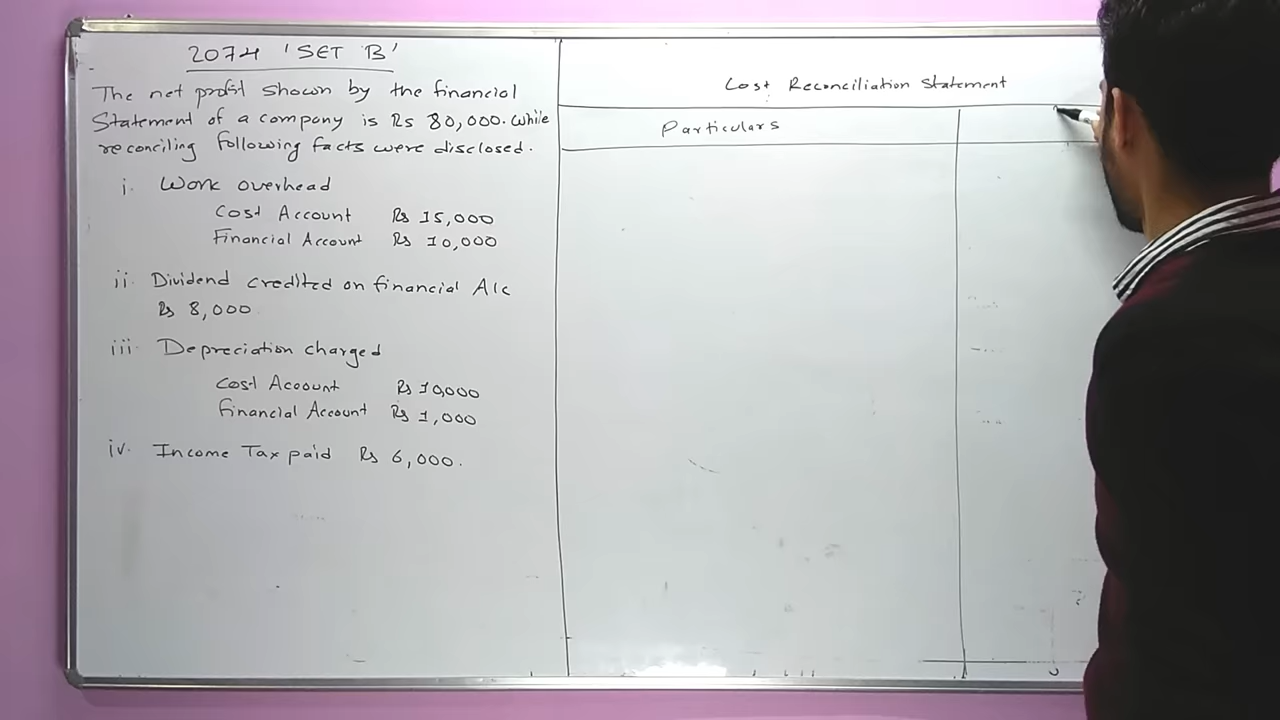 2074 'SET B'
The net profit shown by the financial
Statement of a company is Rs 80,000. While
reconciling following facts were disclosed.
i. Work overhead
Cost Account Rs 15,000
Financial Account Rs 10,000
ii. Dividend credited on financial A/c
Rs 8,000
iii. Depreciation charged
Cost Account Rs 10,000
Financial Account Rs 1,000
iv. Income Tax paid Rs 6,000.
Cost Reconciliation Statement
Particulars